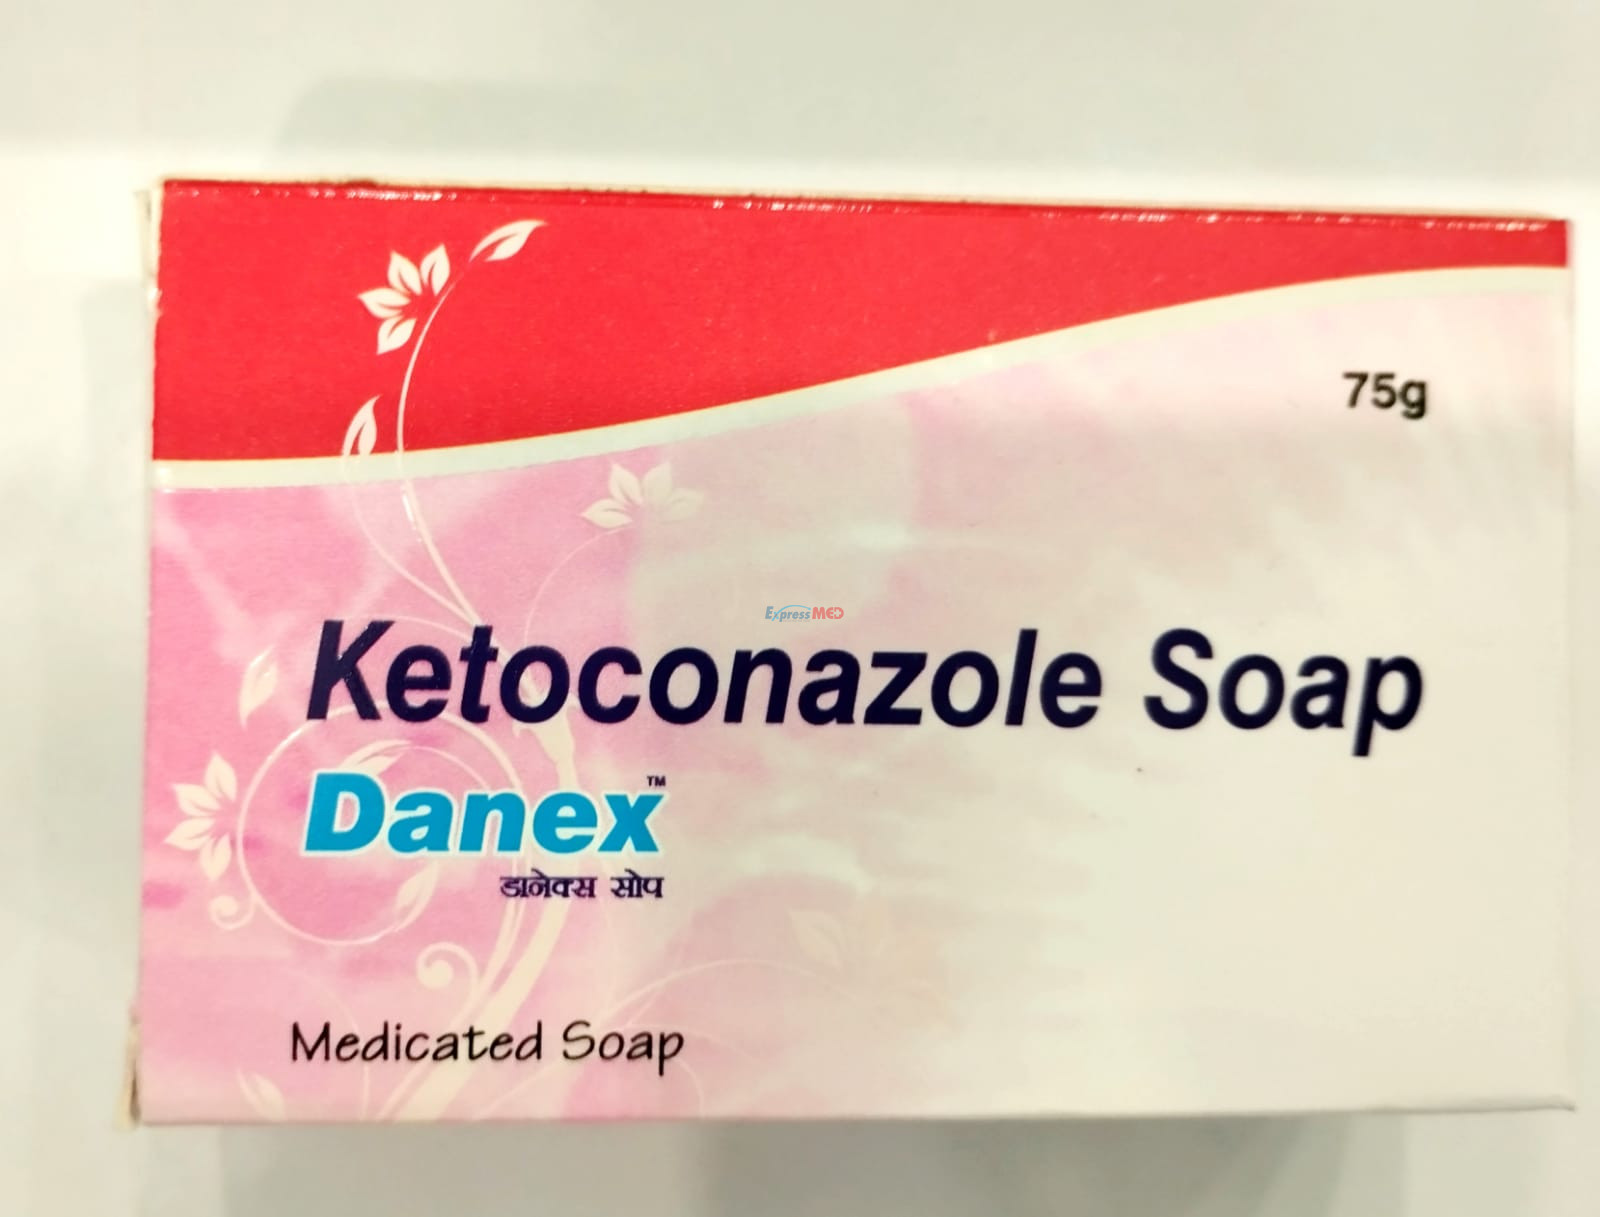 75g
ExpressMED
Ketoconazole Soap
Danex™
डानेक्स सोप
Medicated Soap